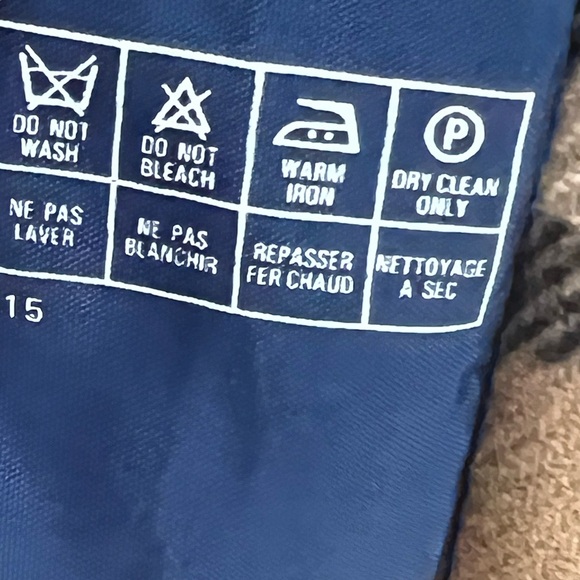 DO NOT
WASH
DO NOT
BLEACH
WARM
IRON
P
DRY CLEAN
ONLY
NE PAS
LAVER
NE PAS
BLANCHIR
REPASSER
FER CHAUD
NETTOYAGE
A SEC
15